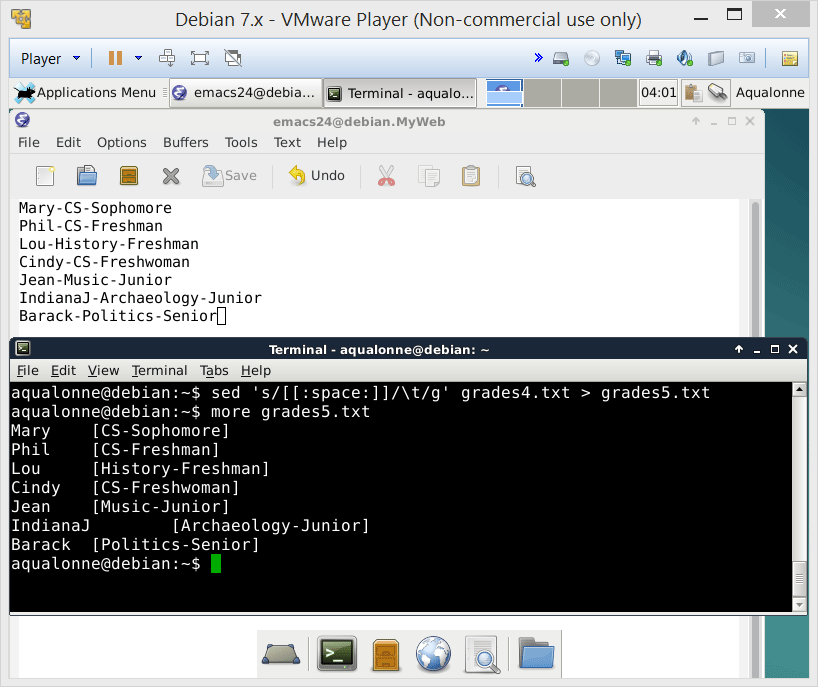 Debian 7.x - VMware Player (Non-commercial use only)
Player
Applications Menu emacs24@debia... Terminal - aqualo... 04:01 Aqualonne
emacs24@debian.MyWeb
File Edit Options Buffers Tools Text Help
Save Undo
Mary-CS-Sophomore
Phil-CS-Freshman
Lou-History-Freshman
Cindy-CS-Freshwoman
Jean-Music-Junior
IndianaJ-Archaeology-Junior
Barack-Politics-Senior
Terminal - aqualonne@debian: ~
File Edit View Terminal Tabs Help
aqualonne@debian:~$ sed 's/[[:space:]]/\t/g' grades4.txt > grades5.txt
aqualonne@debian:~$ more grades5.txt
Mary    [CS-Sophomore]
Phil    [CS-Freshman]
Lou     [History-Freshman]
Cindy   [CS-Freshwoman]
Jean    [Music-Junior]
IndianaJ        [Archaeology-Junior]
Barack  [Politics-Senior]
aqualonne@debian:~$